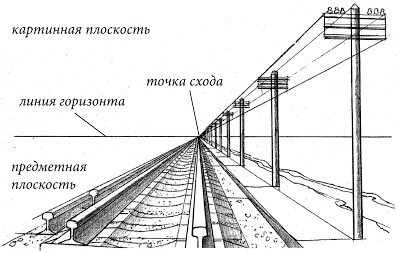 картинная плоскость
точка схода
линия горизонта
предметная
плоскость